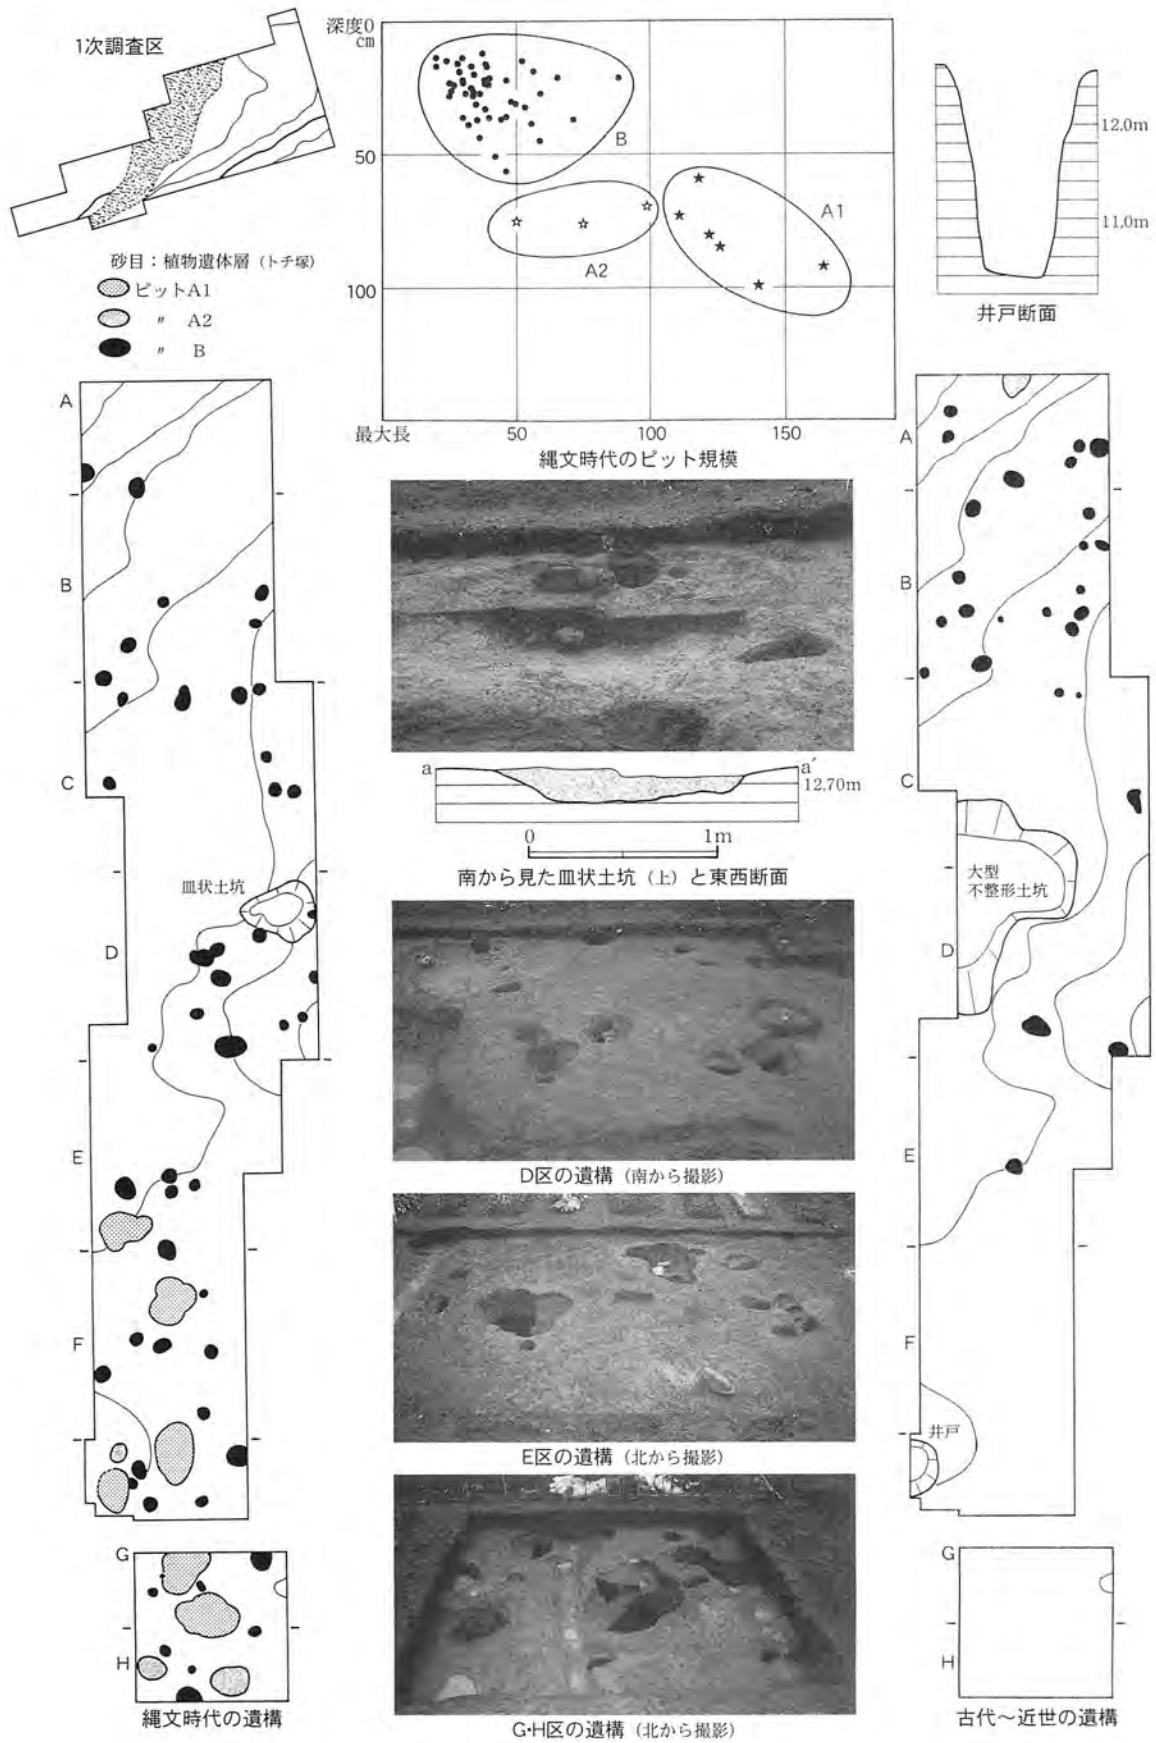 1次調査区
砂目：植物遺体層（トチ塚）
ピットA1
〃 A2
〃 B
深度0
cm
50
100
B
A2
A1
最大長
50
100
150
縄文時代のピット規模
12.0m
11,0m
井戸断面
A
B
C
皿状土坑
D
E
F
G
H
縄文時代の遺構
a
a′
12,70m
0
1m
南から見た皿状土坑（上）と東西断面
D区の遺構（南から撮影）
E区の遺構（北から撮影）
G・H区の遺構（北から撮影）
A
B
C
大型
不整形土坑
D
E
F
井戸
G
H
古代～近世の遺構